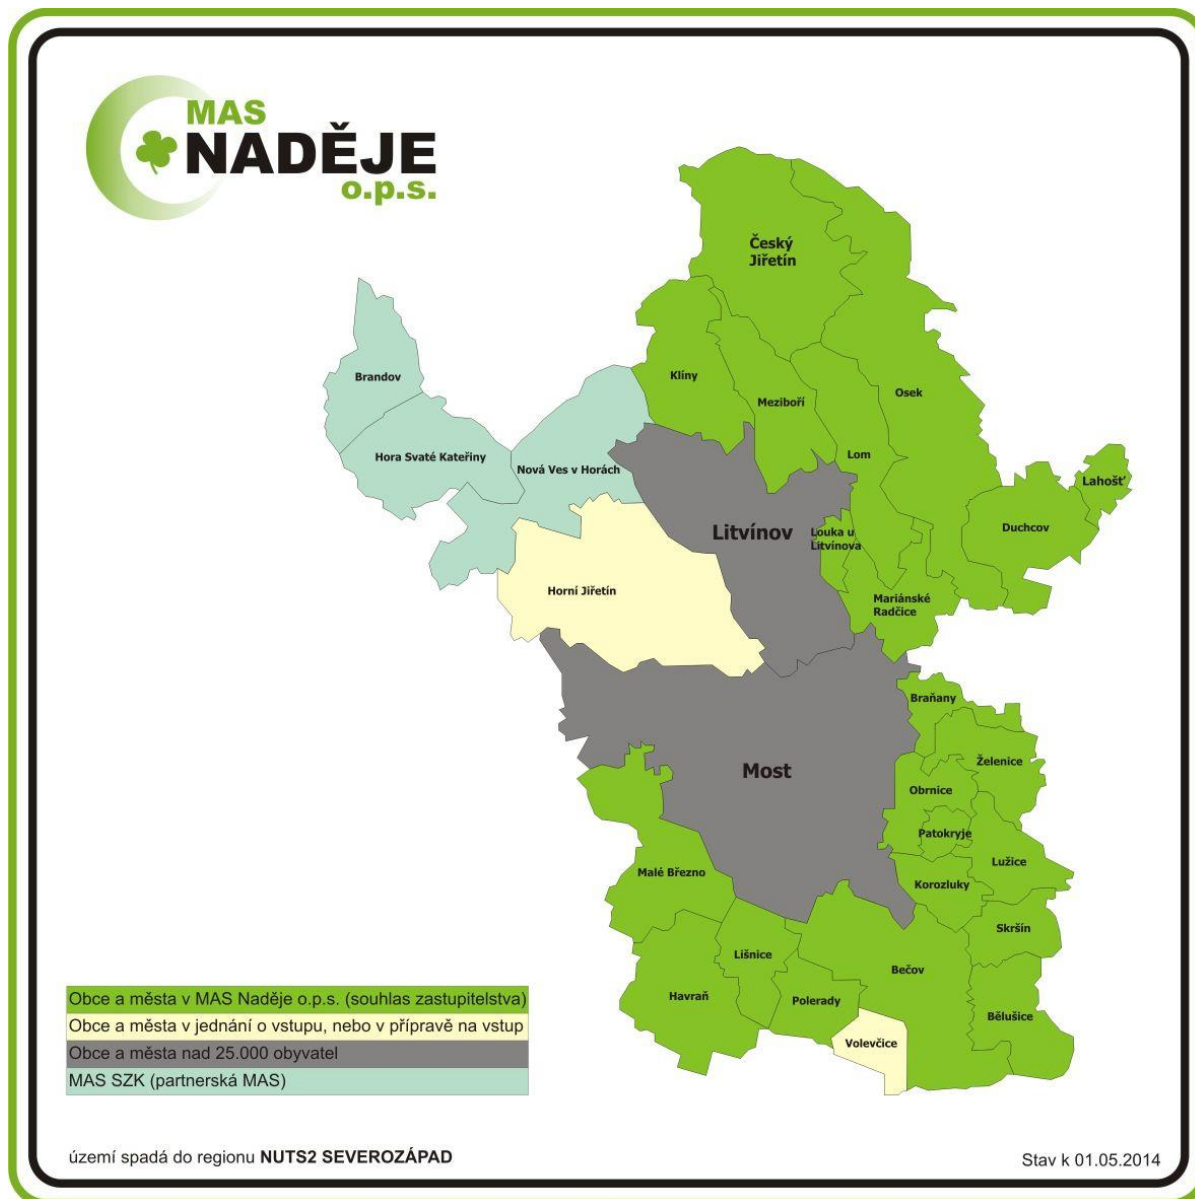 MAS
NADĚJE
o.p.s.
Český
Jiřetín
Klíny
Brandov
Meziboří
Osek
Hora Svaté Kateřiny
Nová Ves v Horách
Lom
Lahošť
Litvínov
Louka u
Litvínova
Duchcov
Horní Jiřetín
Mariánské
Radčice
Braňany
Želenice
Most
Obrnice
Patokryje
Lužice
Malé Březno
Korozluky
Skršín
Lišnice
Bečov
Havraň
Polerady
Bělušice
Volevčice
Obce a města v MAS Naděje o.p.s. (souhlas zastupitelstva)
Obce a města v jednání o vstupu, nebo v přípravě na vstup
Obce a města nad 25.000 obyvatel
MAS SZK (partnerská MAS)
území spadá do regionu NUTS2 SEVEROZÁPAD
Stav k 01.05.2014